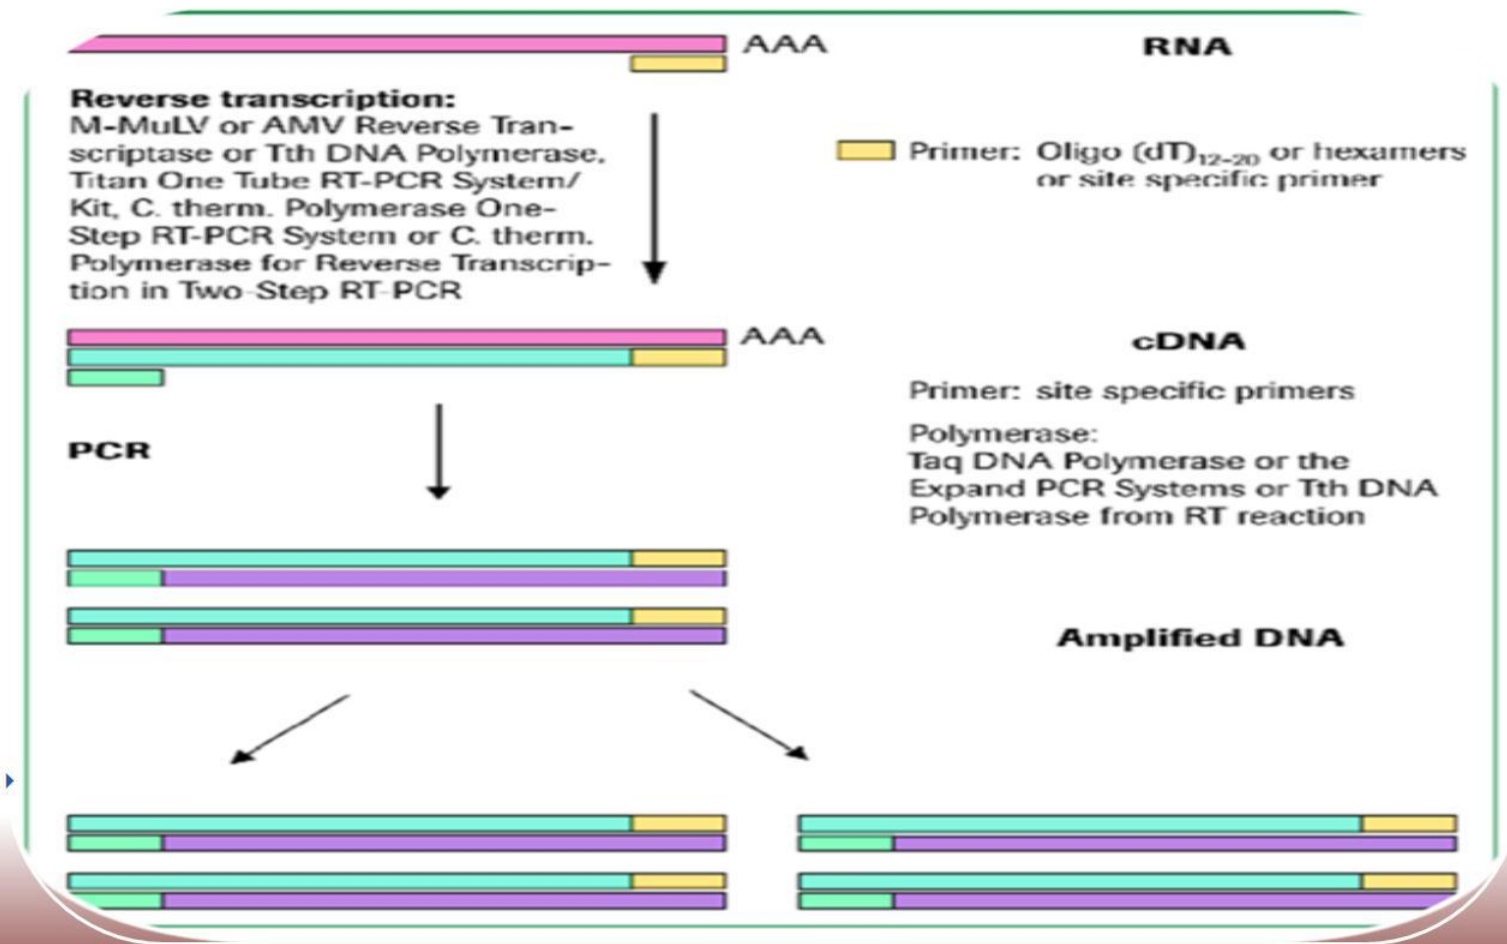 AAA
RNA
Reverse transcription:
M-MuLV or AMV Reverse Tran-
scriptase or Tth DNA Polymerase,
Titan One Tube RT-PCR System/
Kit, C. therm. Polymerase One-
Step RT-PCR System or C. therm.
Polymerase for Reverse Transcrip-
tion in Two-Step RT-PCR
Primer: Oligo (dT)12-20 or hexamers
or site specific primer
AAA
cDNA
Primer: site specific primers
Polymerase:
Taq DNA Polymerase or the
Expand PCR Systems or Tth DNA
Polymerase from RT reaction
PCR
Amplified DNA